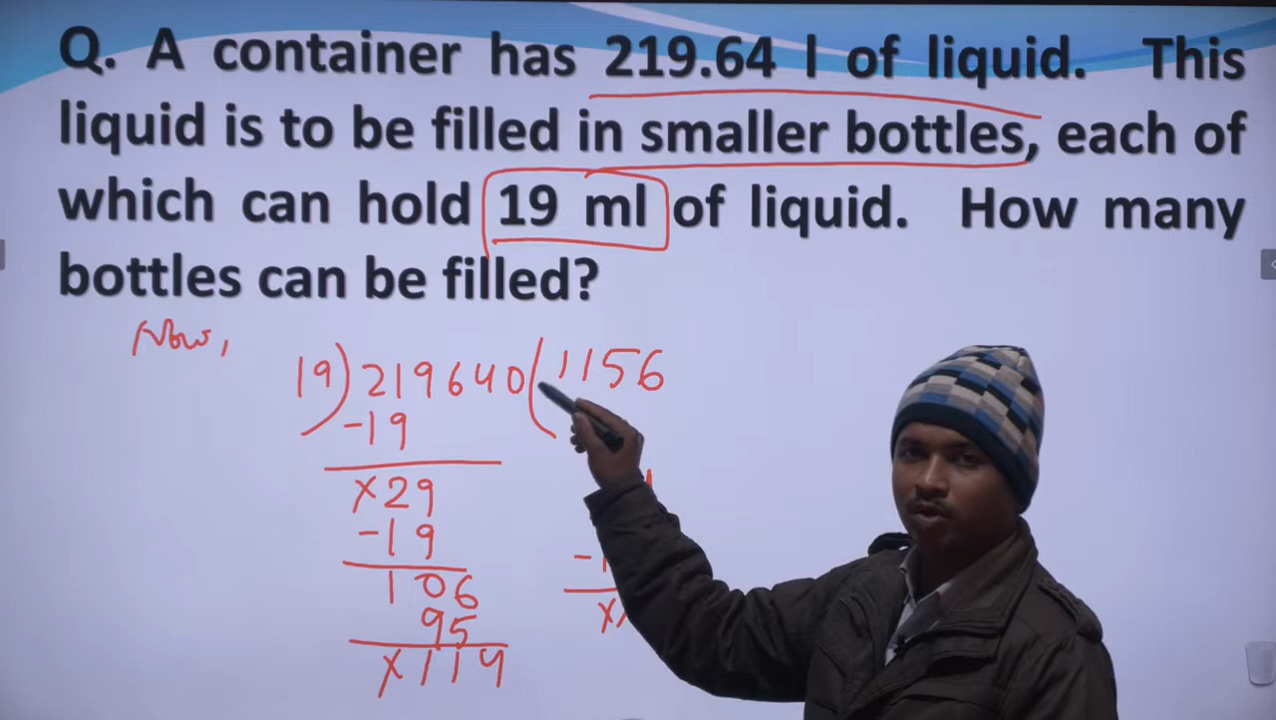 Q. A container has 219.64 l of liquid. This
liquid is to be filled in smaller bottles, each of
which can hold 19 ml of liquid. How many
bottles can be filled?
Now,
19)219640(1156
-19
x29
-19
106
95
x114